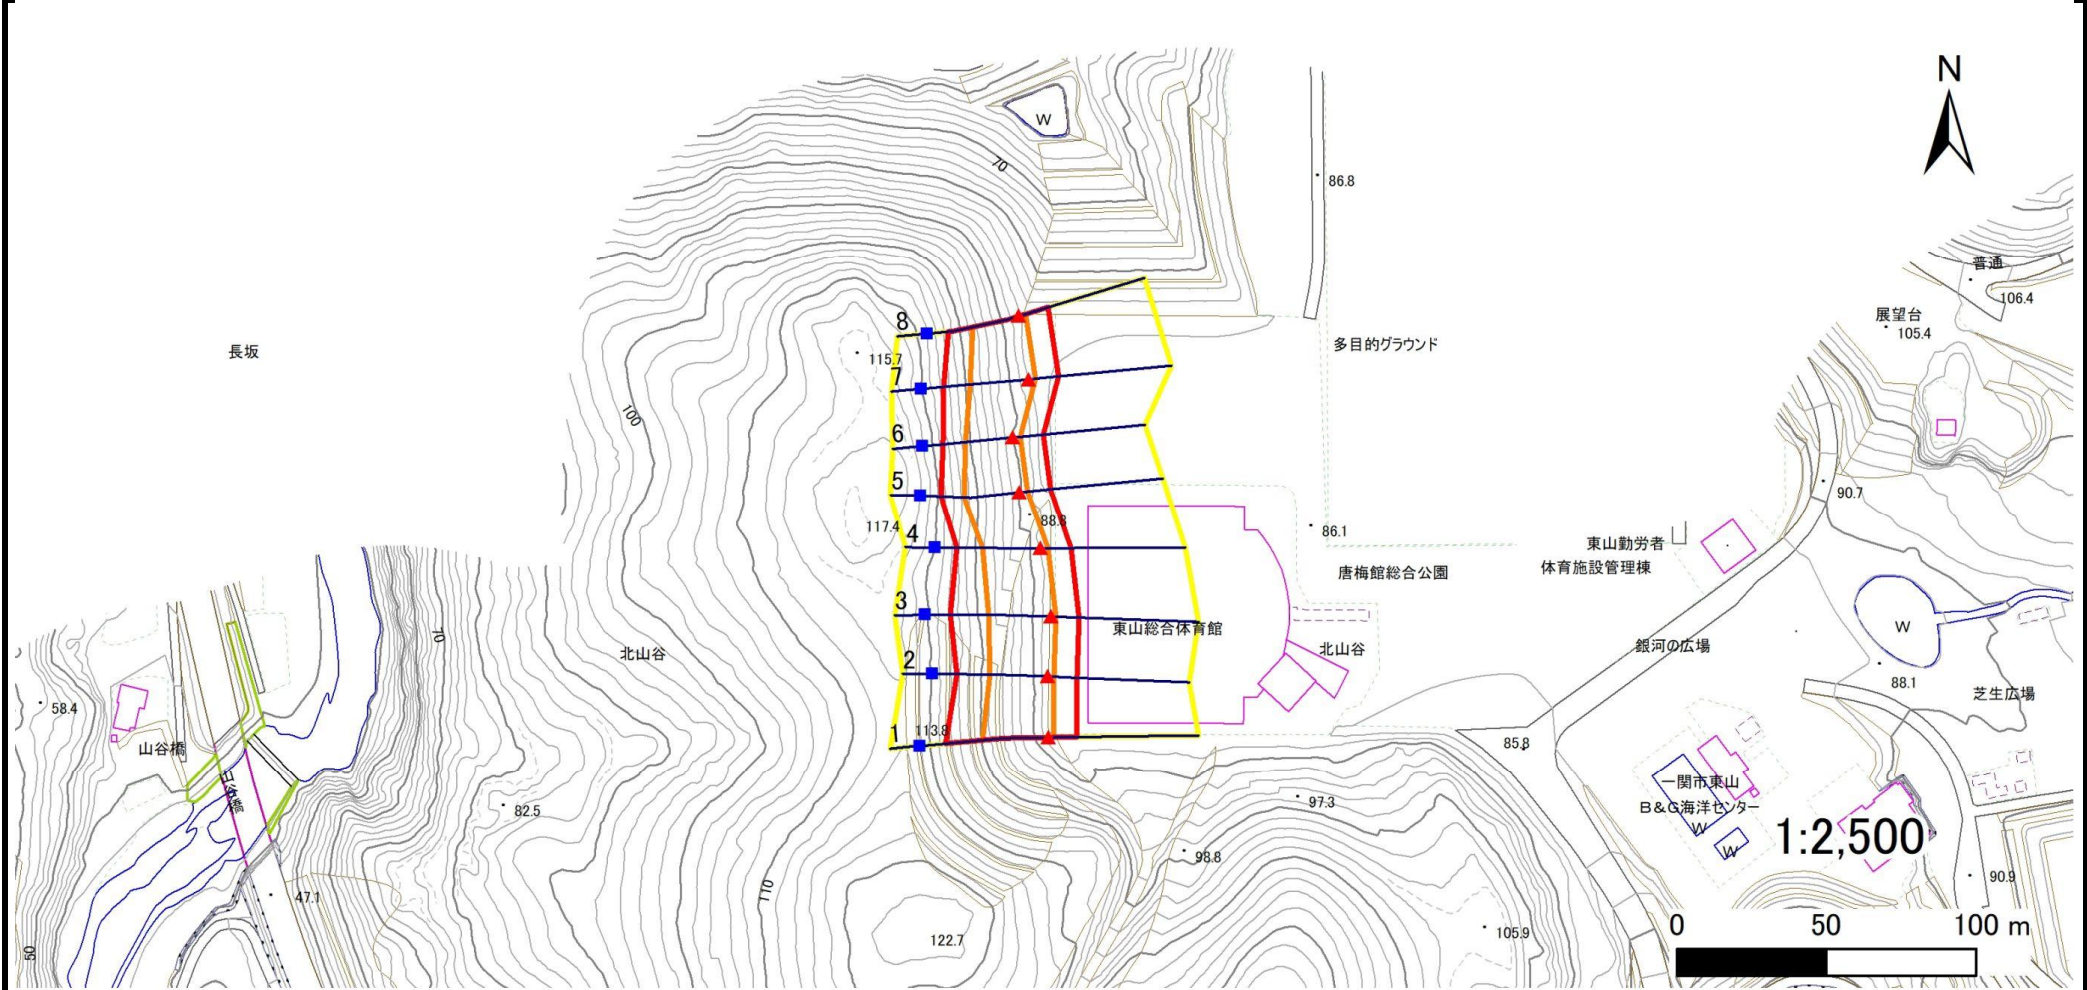 N
W
70
86.8
普通
106.4
展望台
105.4
8
115.7
多目的グラウンド
長坂
7
100
6
5
90.7
117.4
4
88.8
86.1
東山勤労者
体育施設管理棟
唐梅館総合公園
3
東山総合体育館
70
W
北山谷
北山谷
銀河の広場
2
88.1
芝生広場
58.4
1
113.8
山谷橋
山谷橋
85.8
一関市東山
B&G海洋センター
W
W
82.5
97.3
1:2,500
98.8
110
47.1
90.9
50
122.7
105.9
0 50 100 m